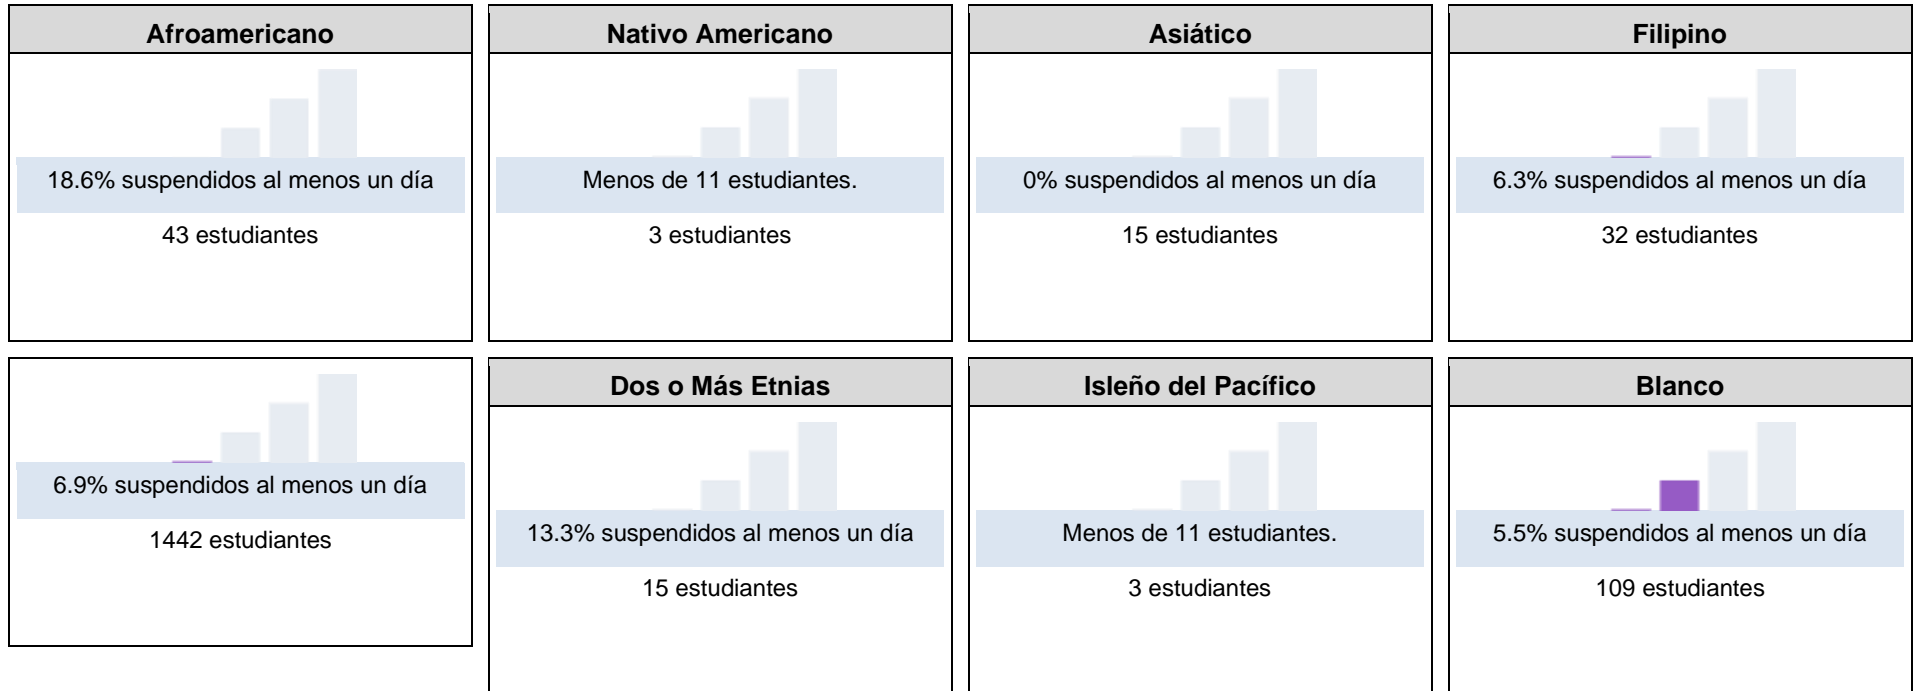 Afroamericano
18.6% suspendidos al menos un día
43 estudiantes
Nativo Americano
Menos de 11 estudiantes.
3 estudiantes
Asiático
0% suspendidos al menos un día
15 estudiantes
Filipino
6.3% suspendidos al menos un día
32 estudiantes
6.9% suspendidos al menos un día
1442 estudiantes
Dos o Más Etnias
13.3% suspendidos al menos un día
15 estudiantes
Isleño del Pacífico
Menos de 11 estudiantes.
3 estudiantes
Blanco
5.5% suspendidos al menos un día
109 estudiantes